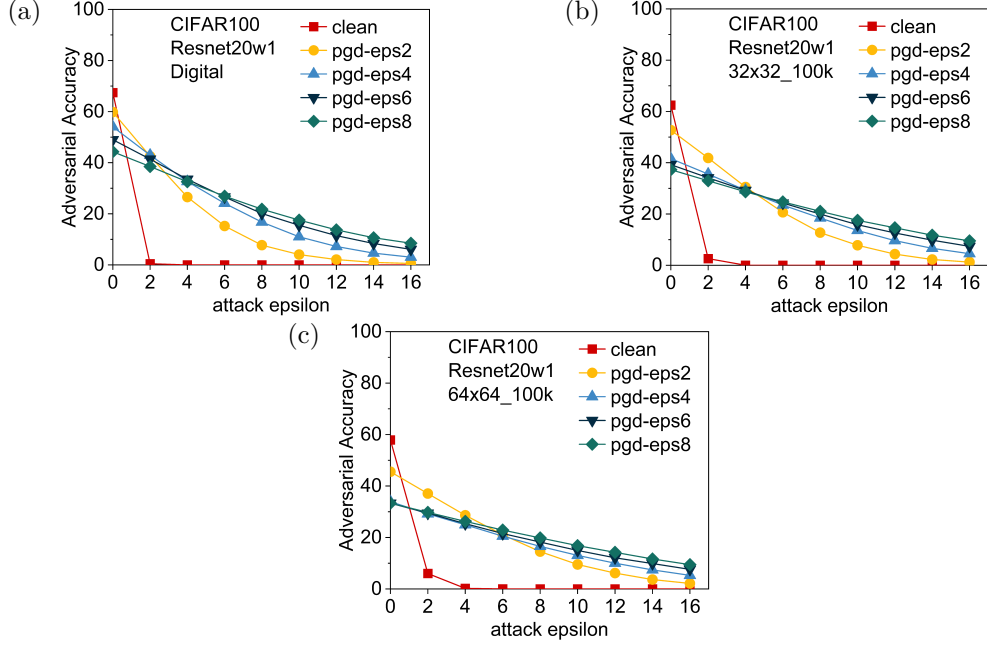 (a)
CIFAR100
Resnet20w1
Digital
clean
pgd-eps2
pgd-eps4
pgd-eps6
pgd-eps8
Adversarial Accuracy
100
80
60
40
20
0
0 2 4 6 8 10 12 14 16
attack epsilon
(b)
CIFAR100
Resnet20w1
32x32_100k
clean
pgd-eps2
pgd-eps4
pgd-eps6
pgd-eps8
Adversarial Accuracy
100
80
60
40
20
0
0 2 4 6 8 10 12 14 16
attack epsilon
(c)
CIFAR100
Resnet20w1
64x64_100k
clean
pgd-eps2
pgd-eps4
pgd-eps6
pgd-eps8
Adversarial Accuracy
100
80
60
40
20
0
0 2 4 6 8 10 12 14 16
attack epsilon